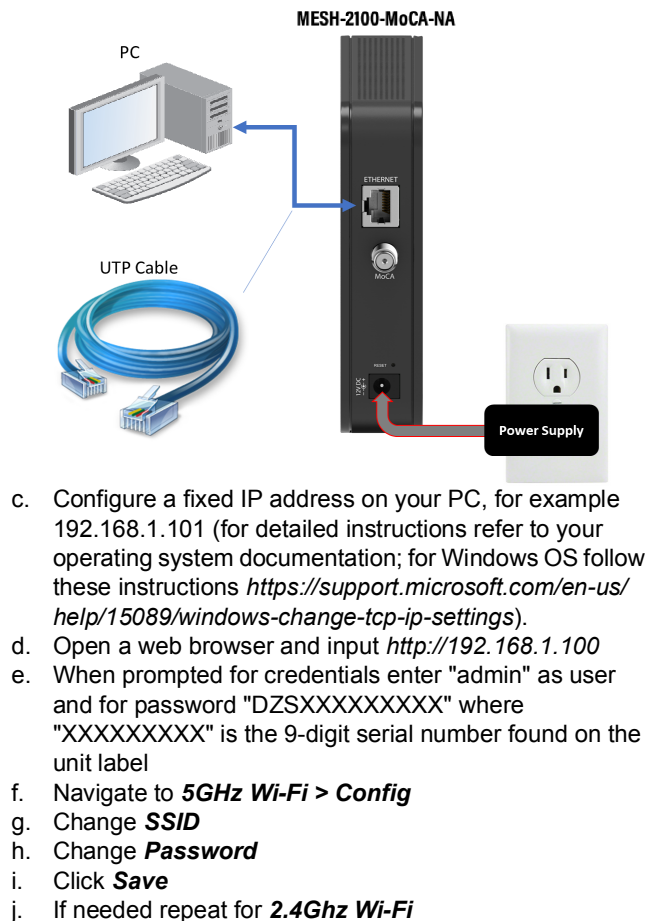 MESH-2100-MoCA-NA
PC
ETHERNET
UTP Cable
MoCA
RESET
12V DC
Power Supply
c. Configure a fixed IP address on your PC, for example
192.168.1.101 (for detailed instructions refer to your
operating system documentation; for Windows OS follow
these instructions https://support.microsoft.com/en-us/
help/15089/windows-change-tcp-ip-settings).
d. Open a web browser and input http://192.168.1.100
e. When prompted for credentials enter "admin" as user
and for password "DZSXXXXXXXXX" where
"XXXXXXXXX" is the 9-digit serial number found on the
unit label
f. Navigate to 5GHz Wi-Fi > Config
g. Change SSID
h. Change Password
i. Click Save
j. If needed repeat for 2.4Ghz Wi-Fi